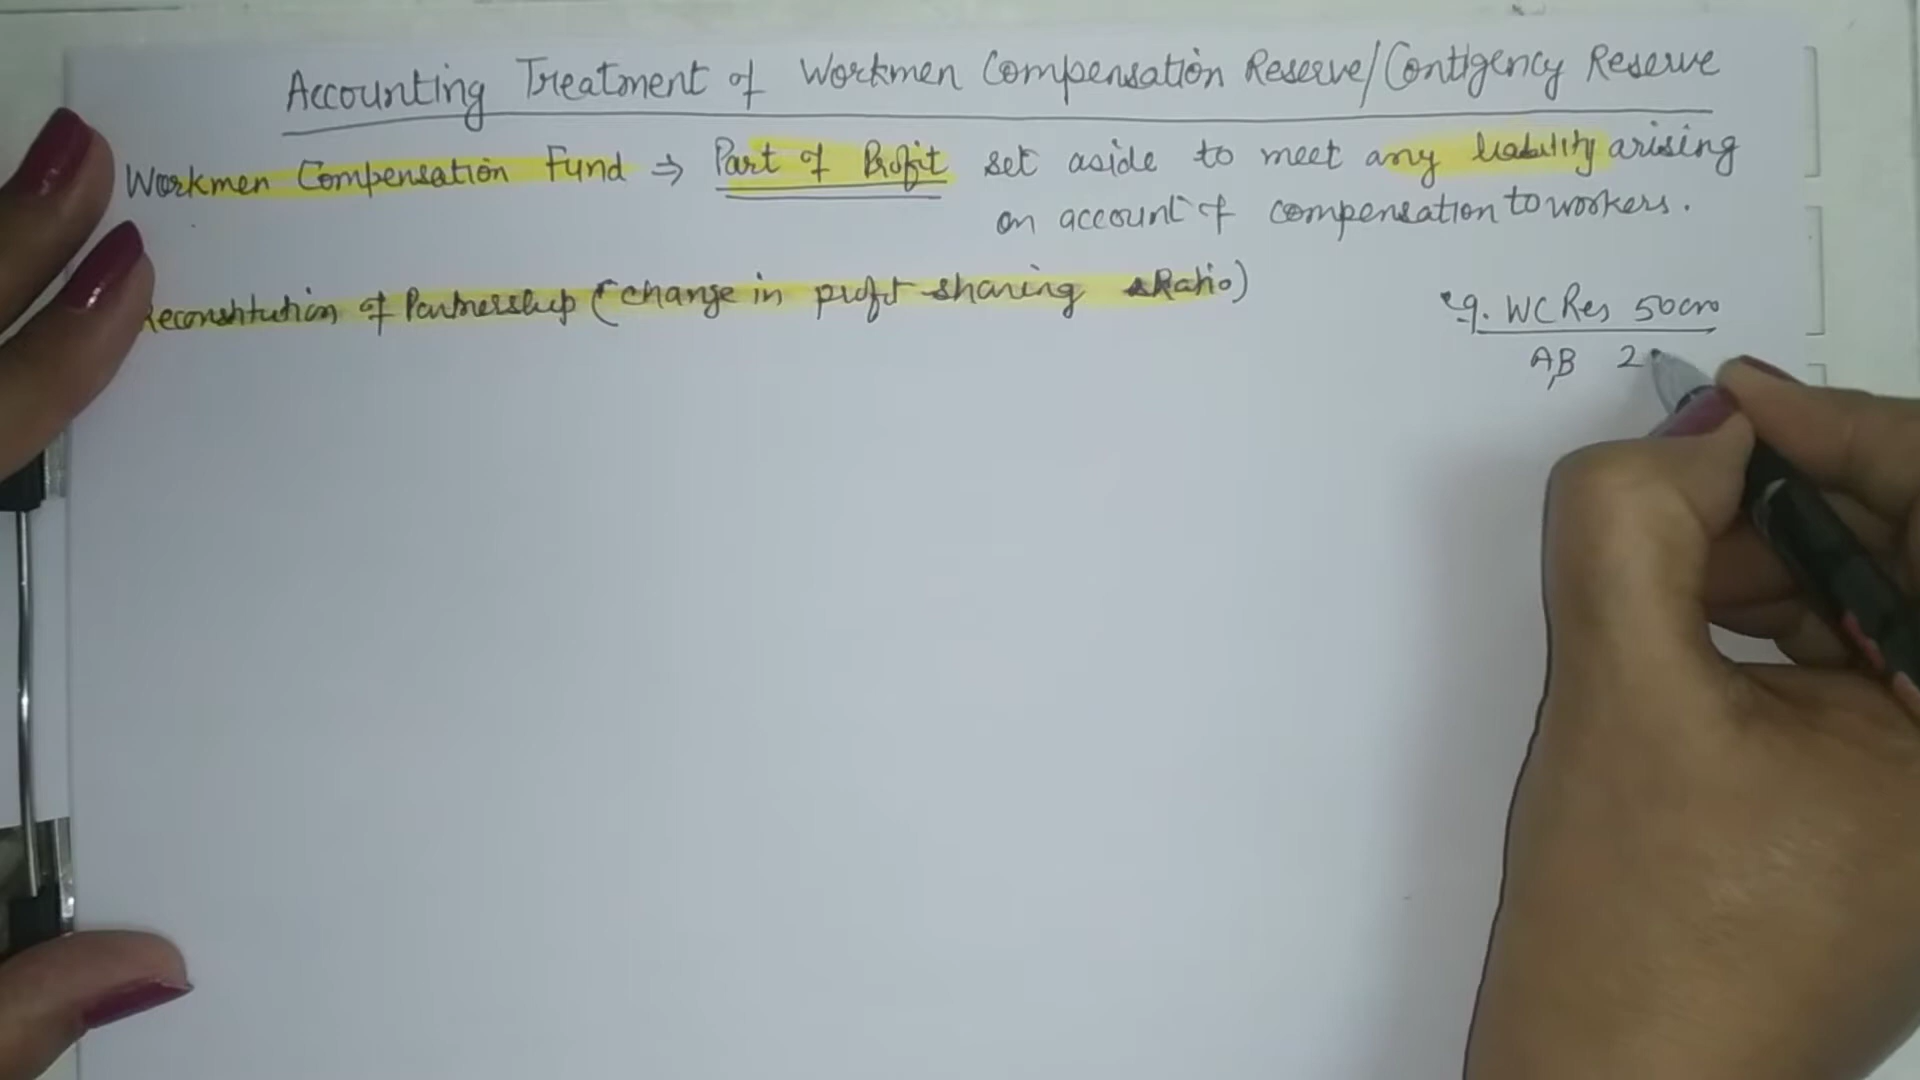 Accounting Treatment of Workmen Compensation Reserve/Contigency Reserve
Workmen Compensation Fund ⇒ Part of Profit set aside to meet any liability arising
on account of compensation to workers.
Reconstitution of Partnership (change in profit sharing Ratio)
eg. WC Res 50000
A,B 2